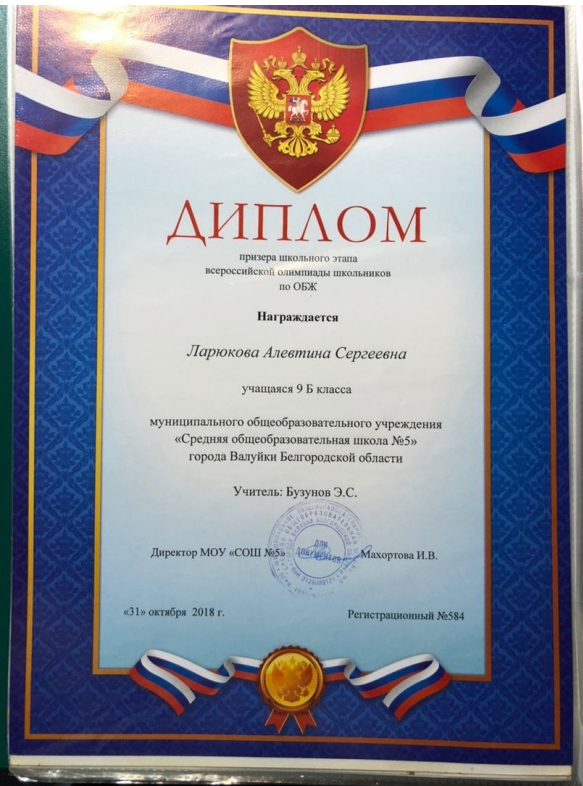 ДИПЛОМ
призера школьного этапа
всероссийской олимпиады школьников
по ОБЖ
Награждается
Ларюкова Алевтина Сергеевна
учащаяся 9 Б класса
муниципального общеобразовательного учреждения
«Средняя общеобразовательная школа №5»
города Валуйки Белгородской области
Учитель: Бузунов Э.С.
Директор МОУ «СОШ №5» Махортова И.В.
«31» октября 2018 г. Регистрационный №584